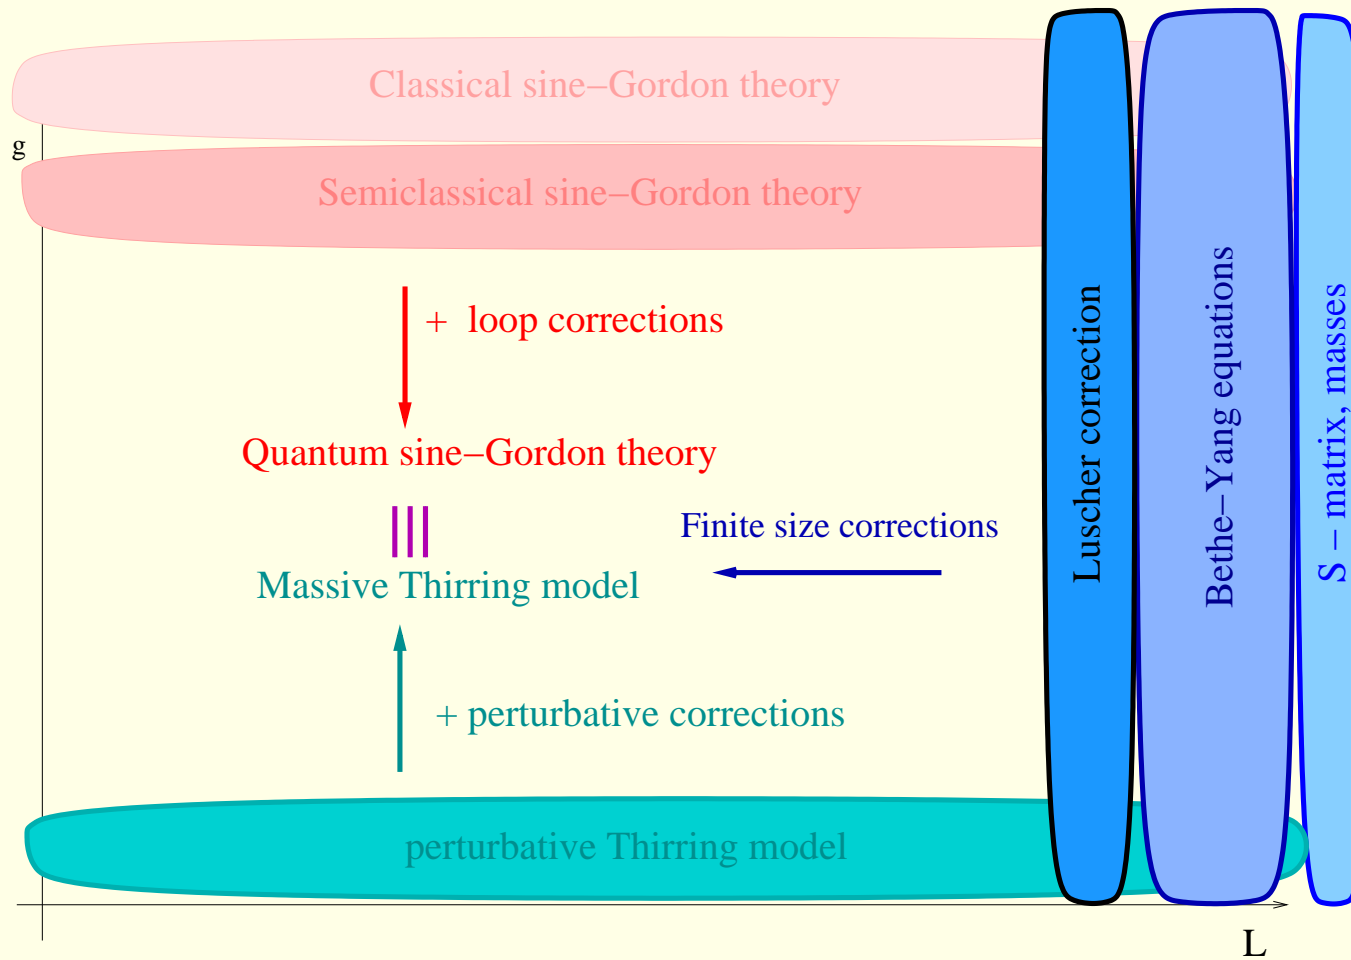 Classical sine–Gordon theory
g
Semiclassical sine–Gordon theory
+ loop corrections
Quantum sine–Gordon theory
Finite size corrections
Massive Thirring model
+ perturbative corrections
perturbative Thirring model
Luscher correction
Bethe–Yang equations
S – matrix, masses
L